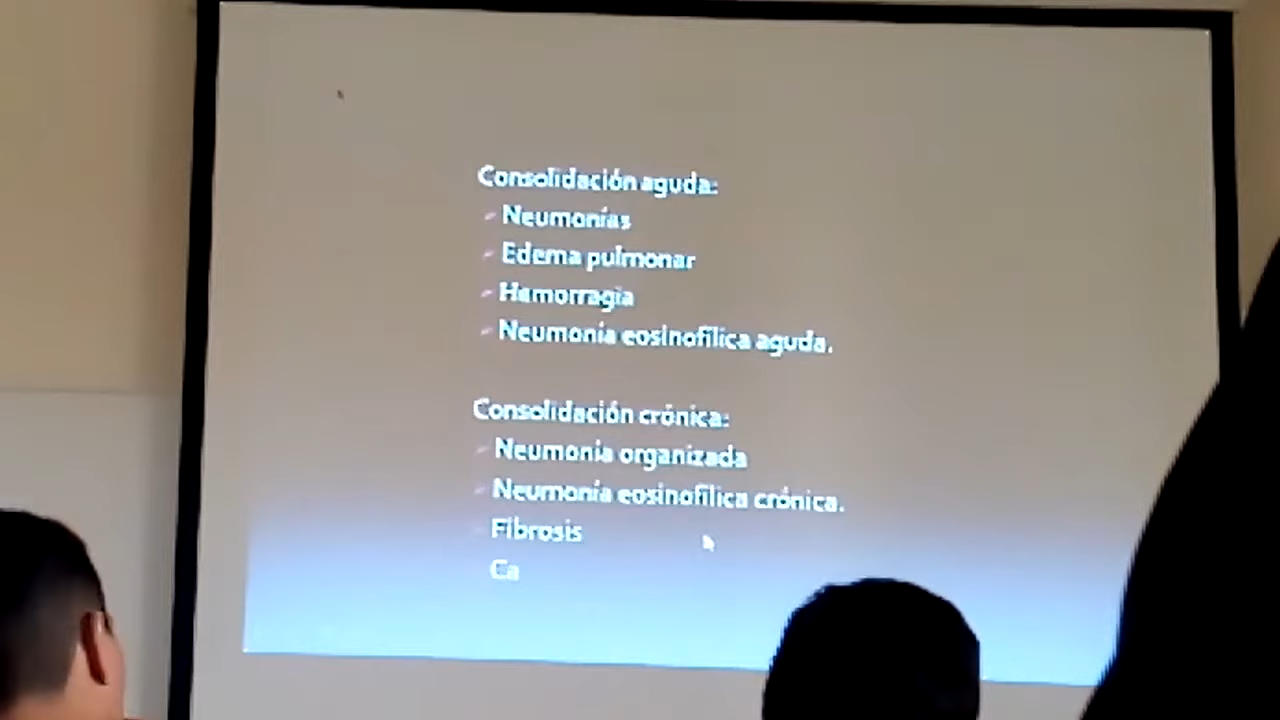 Consolidación aguda:
Neumonías
Edema pulmonar
Hemorragia
Neumonía eosinofílica aguda.
Consolidación crónica:
Neumonía organizada
Neumonía eosinofílica crónica.
Fibrosis
Ca